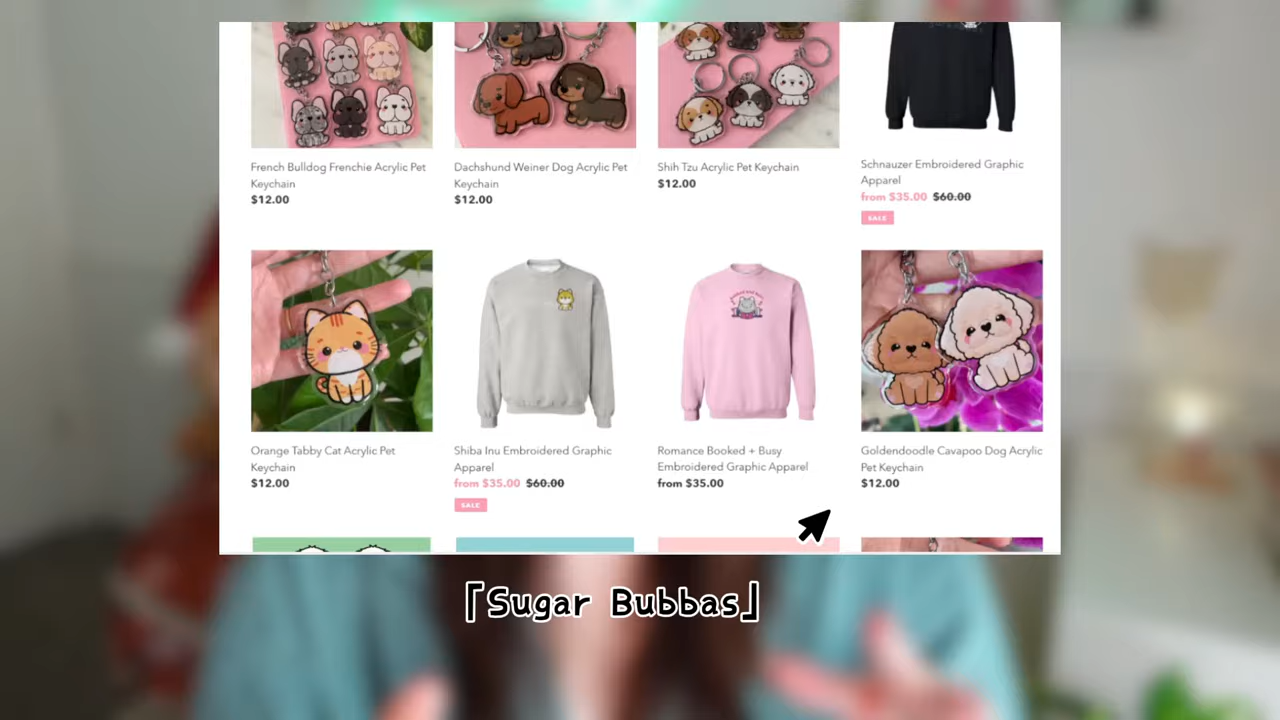 French Bulldog Frenchie Acrylic Pet
Keychain
$12.00
Dachshund Weiner Dog Acrylic Pet
Keychain
$12.00
Shih Tzu Acrylic Pet Keychain
$12.00
Schnauzer Embroidered Graphic
Apparel
from $35.00 $60.00
SALE
Orange Tabby Cat Acrylic Pet
Keychain
$12.00
Shiba Inu Embroidered Graphic
Apparel
from $35.00 $60.00
SALE
Romance Booked + Busy
Embroidered Graphic Apparel
from $35.00
Goldendoodle Cavapoo Dog Acrylic
Pet Keychain
$12.00
「Sugar Bubbas」